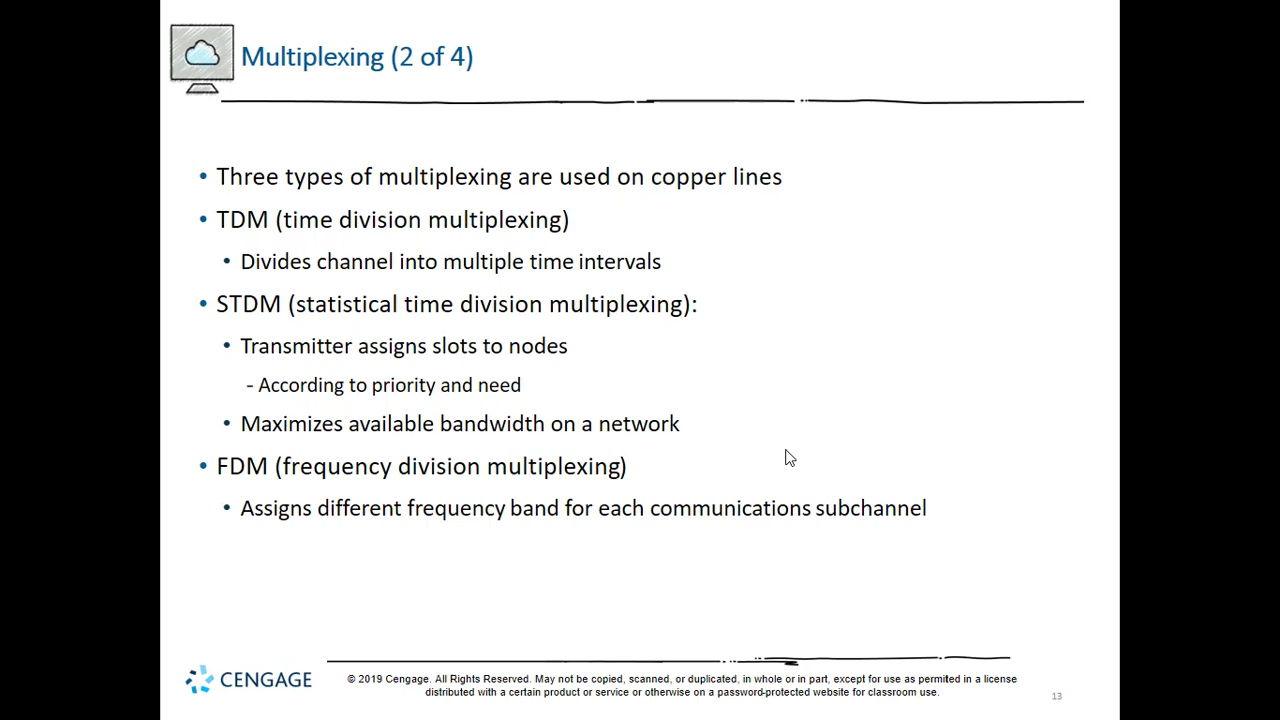 Multiplexing (2 of 4)
• Three types of multiplexing are used on copper lines
• TDM (time division multiplexing)
• Divides channel into multiple time intervals
• STDM (statistical time division multiplexing):
• Transmitter assigns slots to nodes
- According to priority and need
• Maximizes available bandwidth on a network
• FDM (frequency division multiplexing)
• Assigns different frequency band for each communications subchannel
CENGAGE
© 2019 Cengage. All Rights Reserved. May not be copied, scanned, or duplicated, in whole or in part, except for use as permitted in a license
distributed with a certain product or service or otherwise on a password-protected website for classroom use.
13